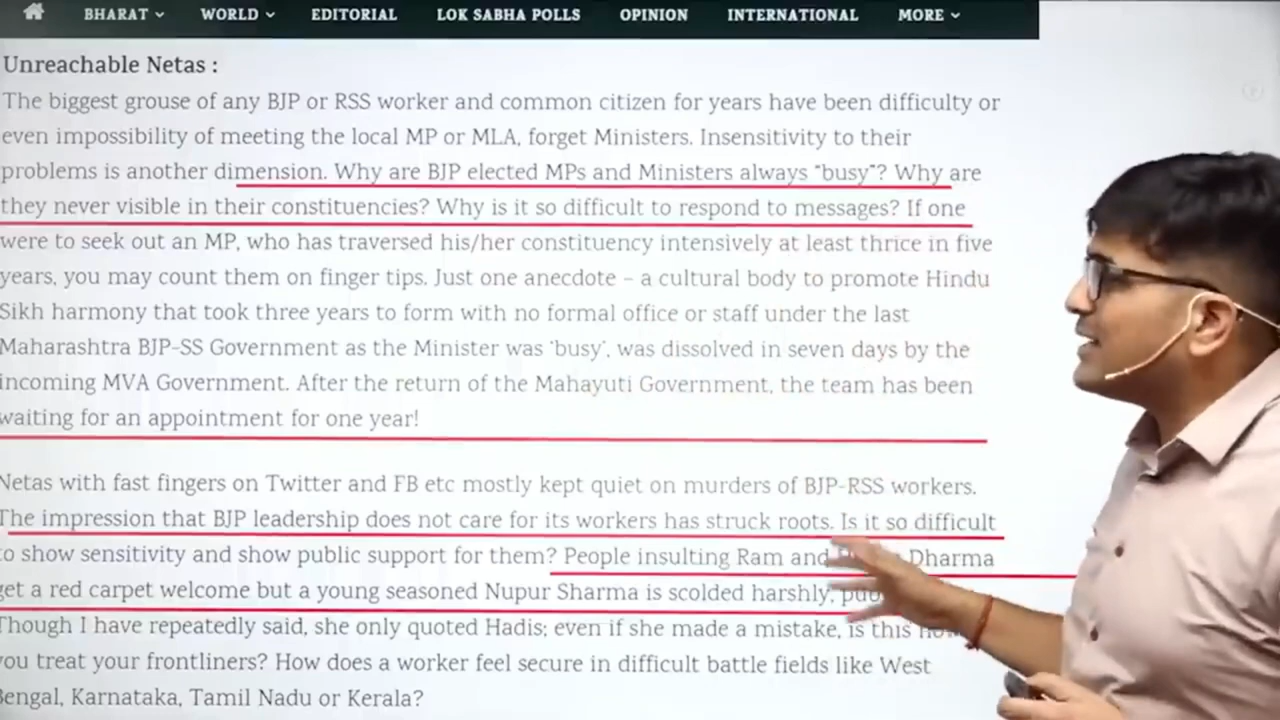 BHARAT WORLD EDITORIAL LOK SABHA POLLS OPINION INTERNATIONAL MORE
Unreachable Netas :
The biggest grouse of any BJP or RSS worker and common citizen for years have been difficulty or
even impossibility of meeting the local MP or MLA, forget Ministers. Insensitivity to their
problems is another dimension. Why are BJP elected MPs and Ministers always “busy”? Why are
they never visible in their constituencies? Why is it so difficult to respond to messages? If one
were to seek out an MP, who has traversed his/her constituency intensively at least thrice in five
years, you may count them on finger tips. Just one anecdote – a cultural body to promote Hindu
Sikh harmony that took three years to form with no formal office or staff under the last
Maharashtra BJP-SS Government as the Minister was ‘busy’, was dissolved in seven days by the
incoming MVA Government. After the return of the Mahayuti Government, the team has been
waiting for an appointment for one year!
Netas with fast fingers on Twitter and FB etc mostly kept quiet on murders of BJP-RSS workers.
The impression that BJP leadership does not care for its workers has struck roots. Is it so difficult
to show sensitivity and show public support for them? People insulting Ram and Dharma
get a red carpet welcome but a young seasoned Nupur Sharma is scolded harshly,
Though I have repeatedly said, she only quoted Hadis; even if she made a mistake, is this
you treat your frontliners? How does a worker feel secure in difficult battle fields like West
Bengal, Karnataka, Tamil Nadu or Kerala?